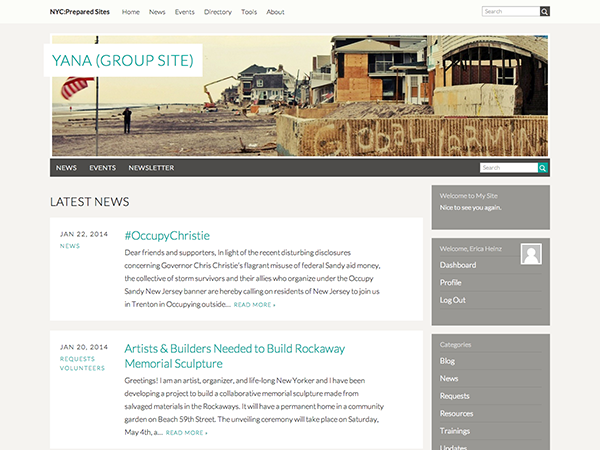 NYC:Prepared Sites
Home News Events Directory Tools About
Search
YANA (GROUP SITE)
Global Warmin
NEWS EVENTS NEWSLETTER
Search
LATEST NEWS
JAN 22, 2014
NEWS
#OccupyChristie
Dear friends and supporters, In light of the recent disturbing disclosures
concerning Governor Chris Christie's flagrant misuse of federal Sandy aid money,
the collective of storm survivors and their allies who organize under the Occupy
Sandy New Jersey banner are hereby calling on residents of New Jersey to join us
in Trenton in Occupying outside... READ MORE »
JAN 20, 2014
REQUESTS
VOLUNTEERS
Artists & Builders Needed to Build Rockaway
Memorial Sculpture
Greetings! I am an artist, organizer, and life-long New Yorker and I have been
developing a project to build a collaborative memorial sculpture made from
salvaged materials in the Rockaways. It will have a permanent home in a community
garden on Beach 59th Street. The unveiling ceremony will take place on Saturday,
May 4th, a... READ MORE »
Welcome to My Site
Nice to see you again.
Welcome, Erica Heinz
Dashboard
Profile
Log Out
Categories
Blog
News
Requests
Resources
Trainings
Updates